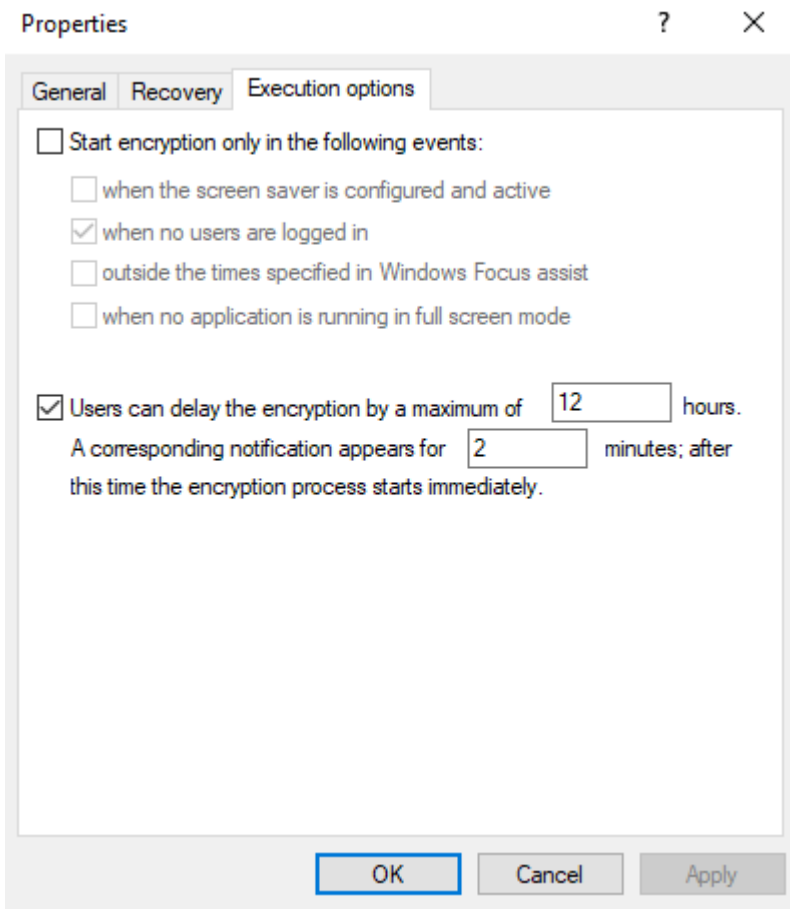 Properties
?
General Recovery Execution options
Start encryption only in the following events:
when the screen saver is configured and active
when no users are logged in
outside the times specified in Windows Focus assist
when no application is running in full screen mode
Users can delay the encryption by a maximum of 12 hours.
A corresponding notification appears for 2 minutes; after
this time the encryption process starts immediately.
OK Cancel Apply